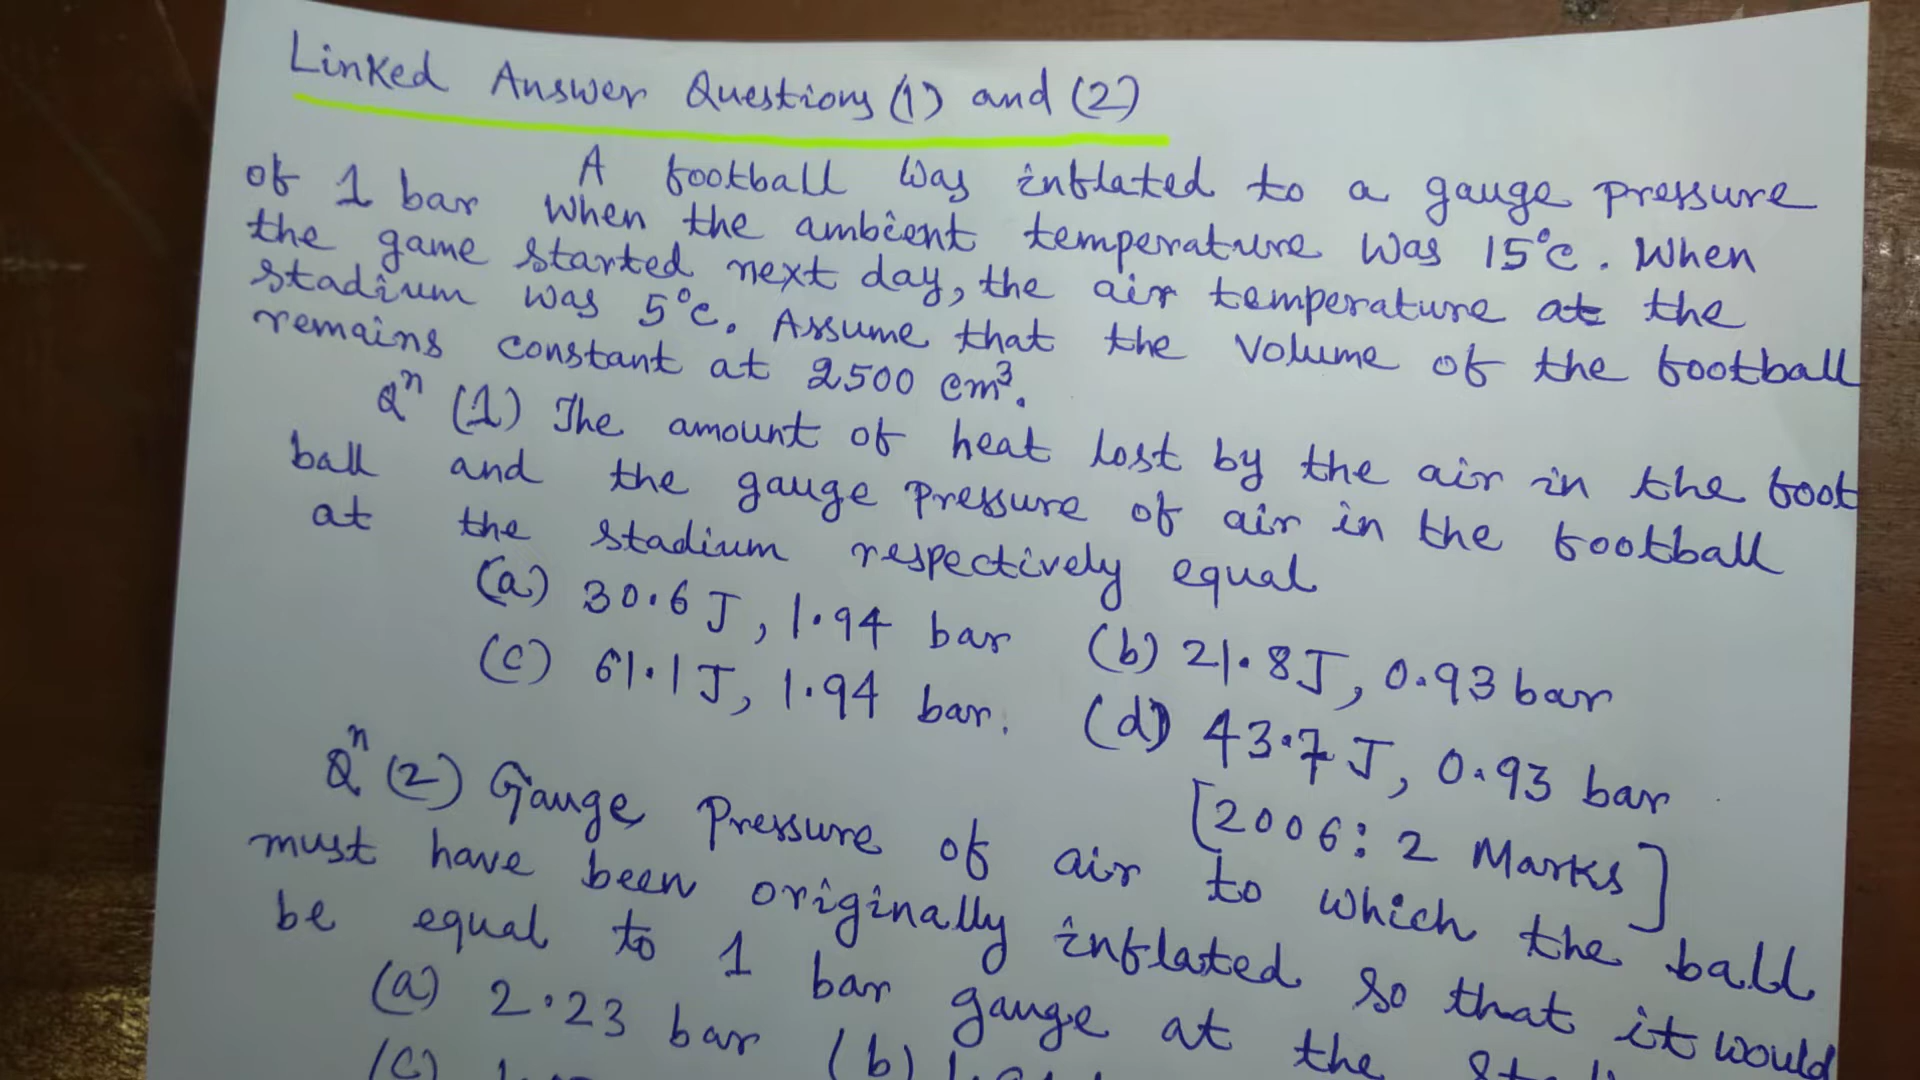 Linked Answer Questions (1) and (2)
A football was inflated to a gauge pressure
of 1 bar when the ambient temperature was 15°c. When
the game started next day, the air temperature at the
stadium was 5°c. Assume that the volume of the football
remains constant at 2500 cm³.
Qⁿ (1) The amount of heat lost by the air in the foot
ball and the gauge pressure of air in the football
at the stadium respectively equal
(a) 30.6 J, 1.94 bar (b) 21.8 J, 0.93 bar
(c) 61.1 J, 1.94 bar. (d) 43.7 J, 0.93 bar
[2006: 2 Marks]
Qⁿ (2) Gauge pressure of air to which the ball
must have been originally inflated so that it would
be equal to 1 bar gauge at the
(a) 2.23 bar (b)
(c)